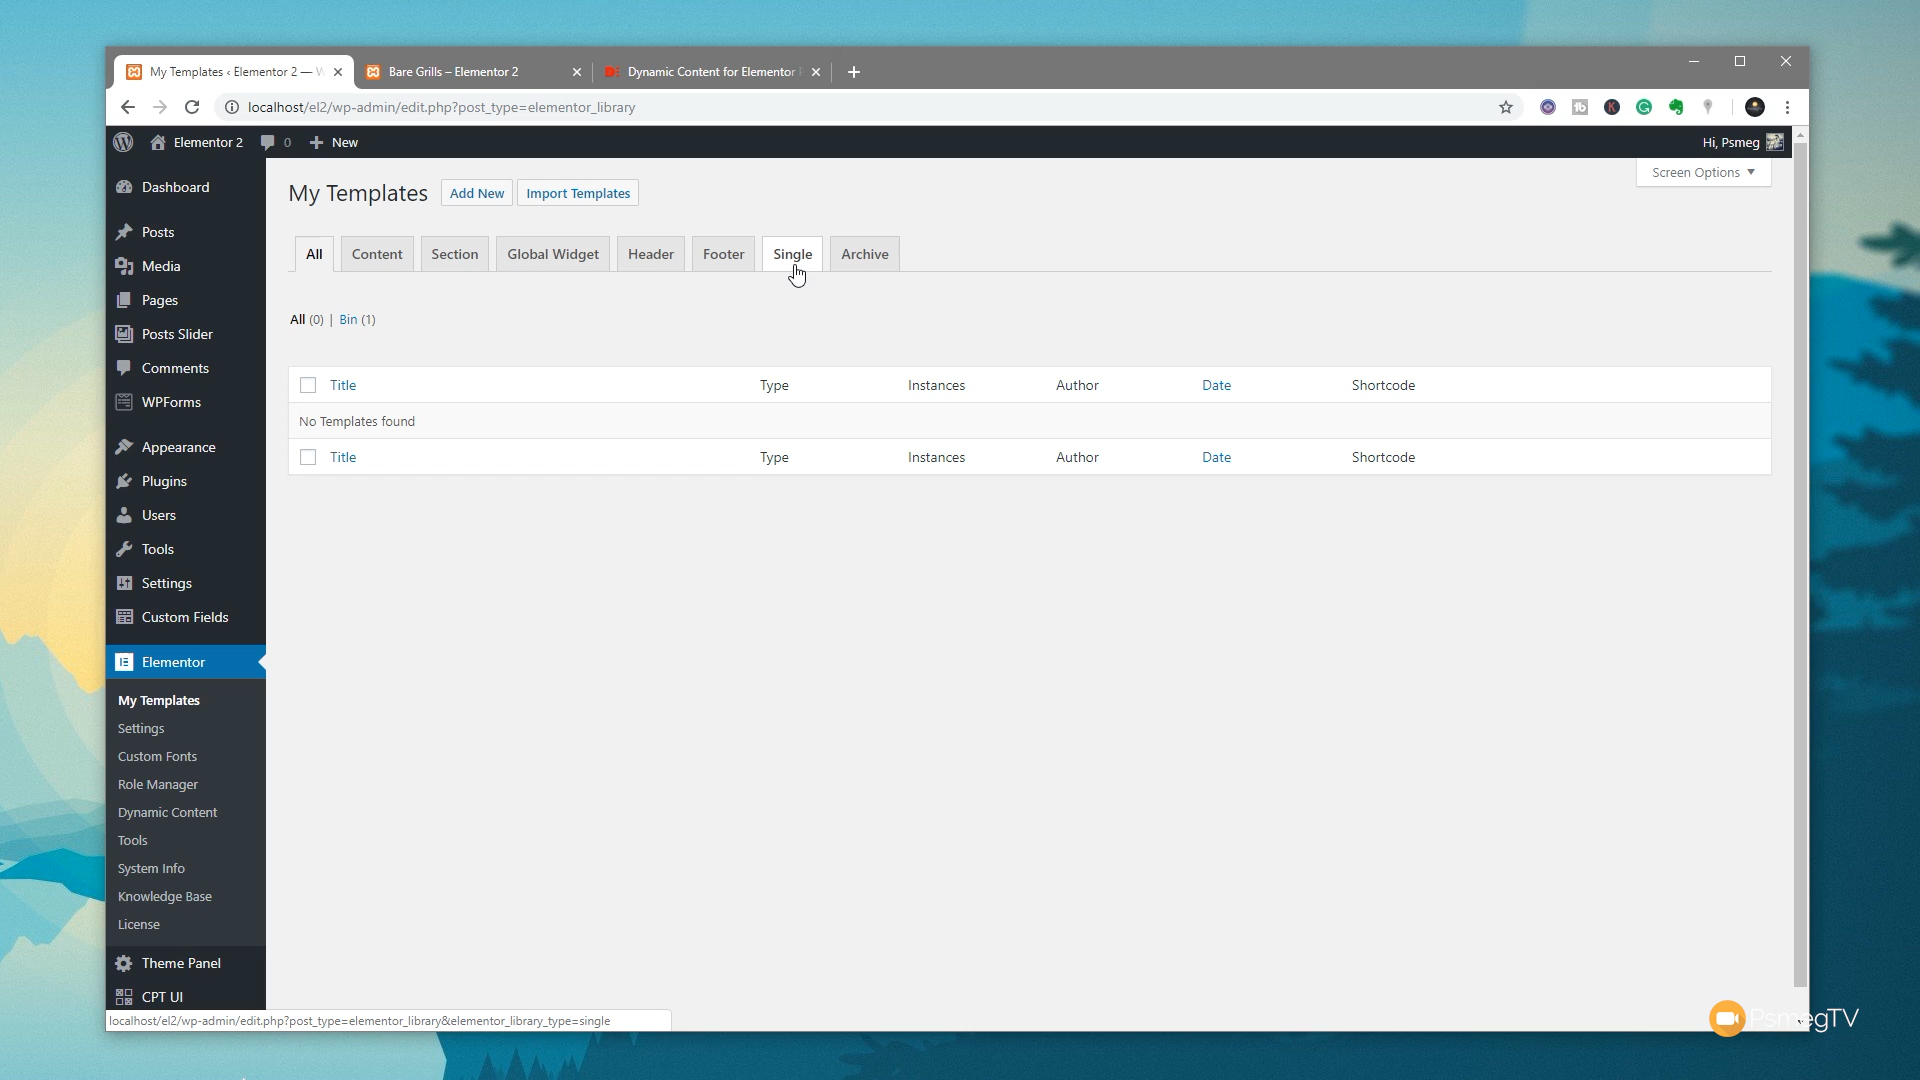 My Templates ‹ Elementor 2 — W
Bare Grills – Elementor 2
Dynamic Content for Elementor
localhost/el2/wp-admin/edit.php?post_type=elementor_library
Elementor 2
0
New
Hi, Psmeg
Screen Options
Dashboard
Posts
Media
Pages
Posts Slider
Comments
WPForms
Appearance
Plugins
Users
Tools
Settings
Custom Fields
Elementor
My Templates
Settings
Custom Fonts
Role Manager
Dynamic Content
Tools
System Info
Knowledge Base
License
Theme Panel
CPT UI
My Templates
Add New
Import Templates
All
Content
Section
Global Widget
Header
Footer
Single
Archive
All (0) | Bin (1)
Title Type Instances Author Date Shortcode
No Templates found
Title Type Instances Author Date Shortcode
localhost/el2/wp-admin/edit.php?post_type=elementor_library&elementor_library_type=single
PsmegTV